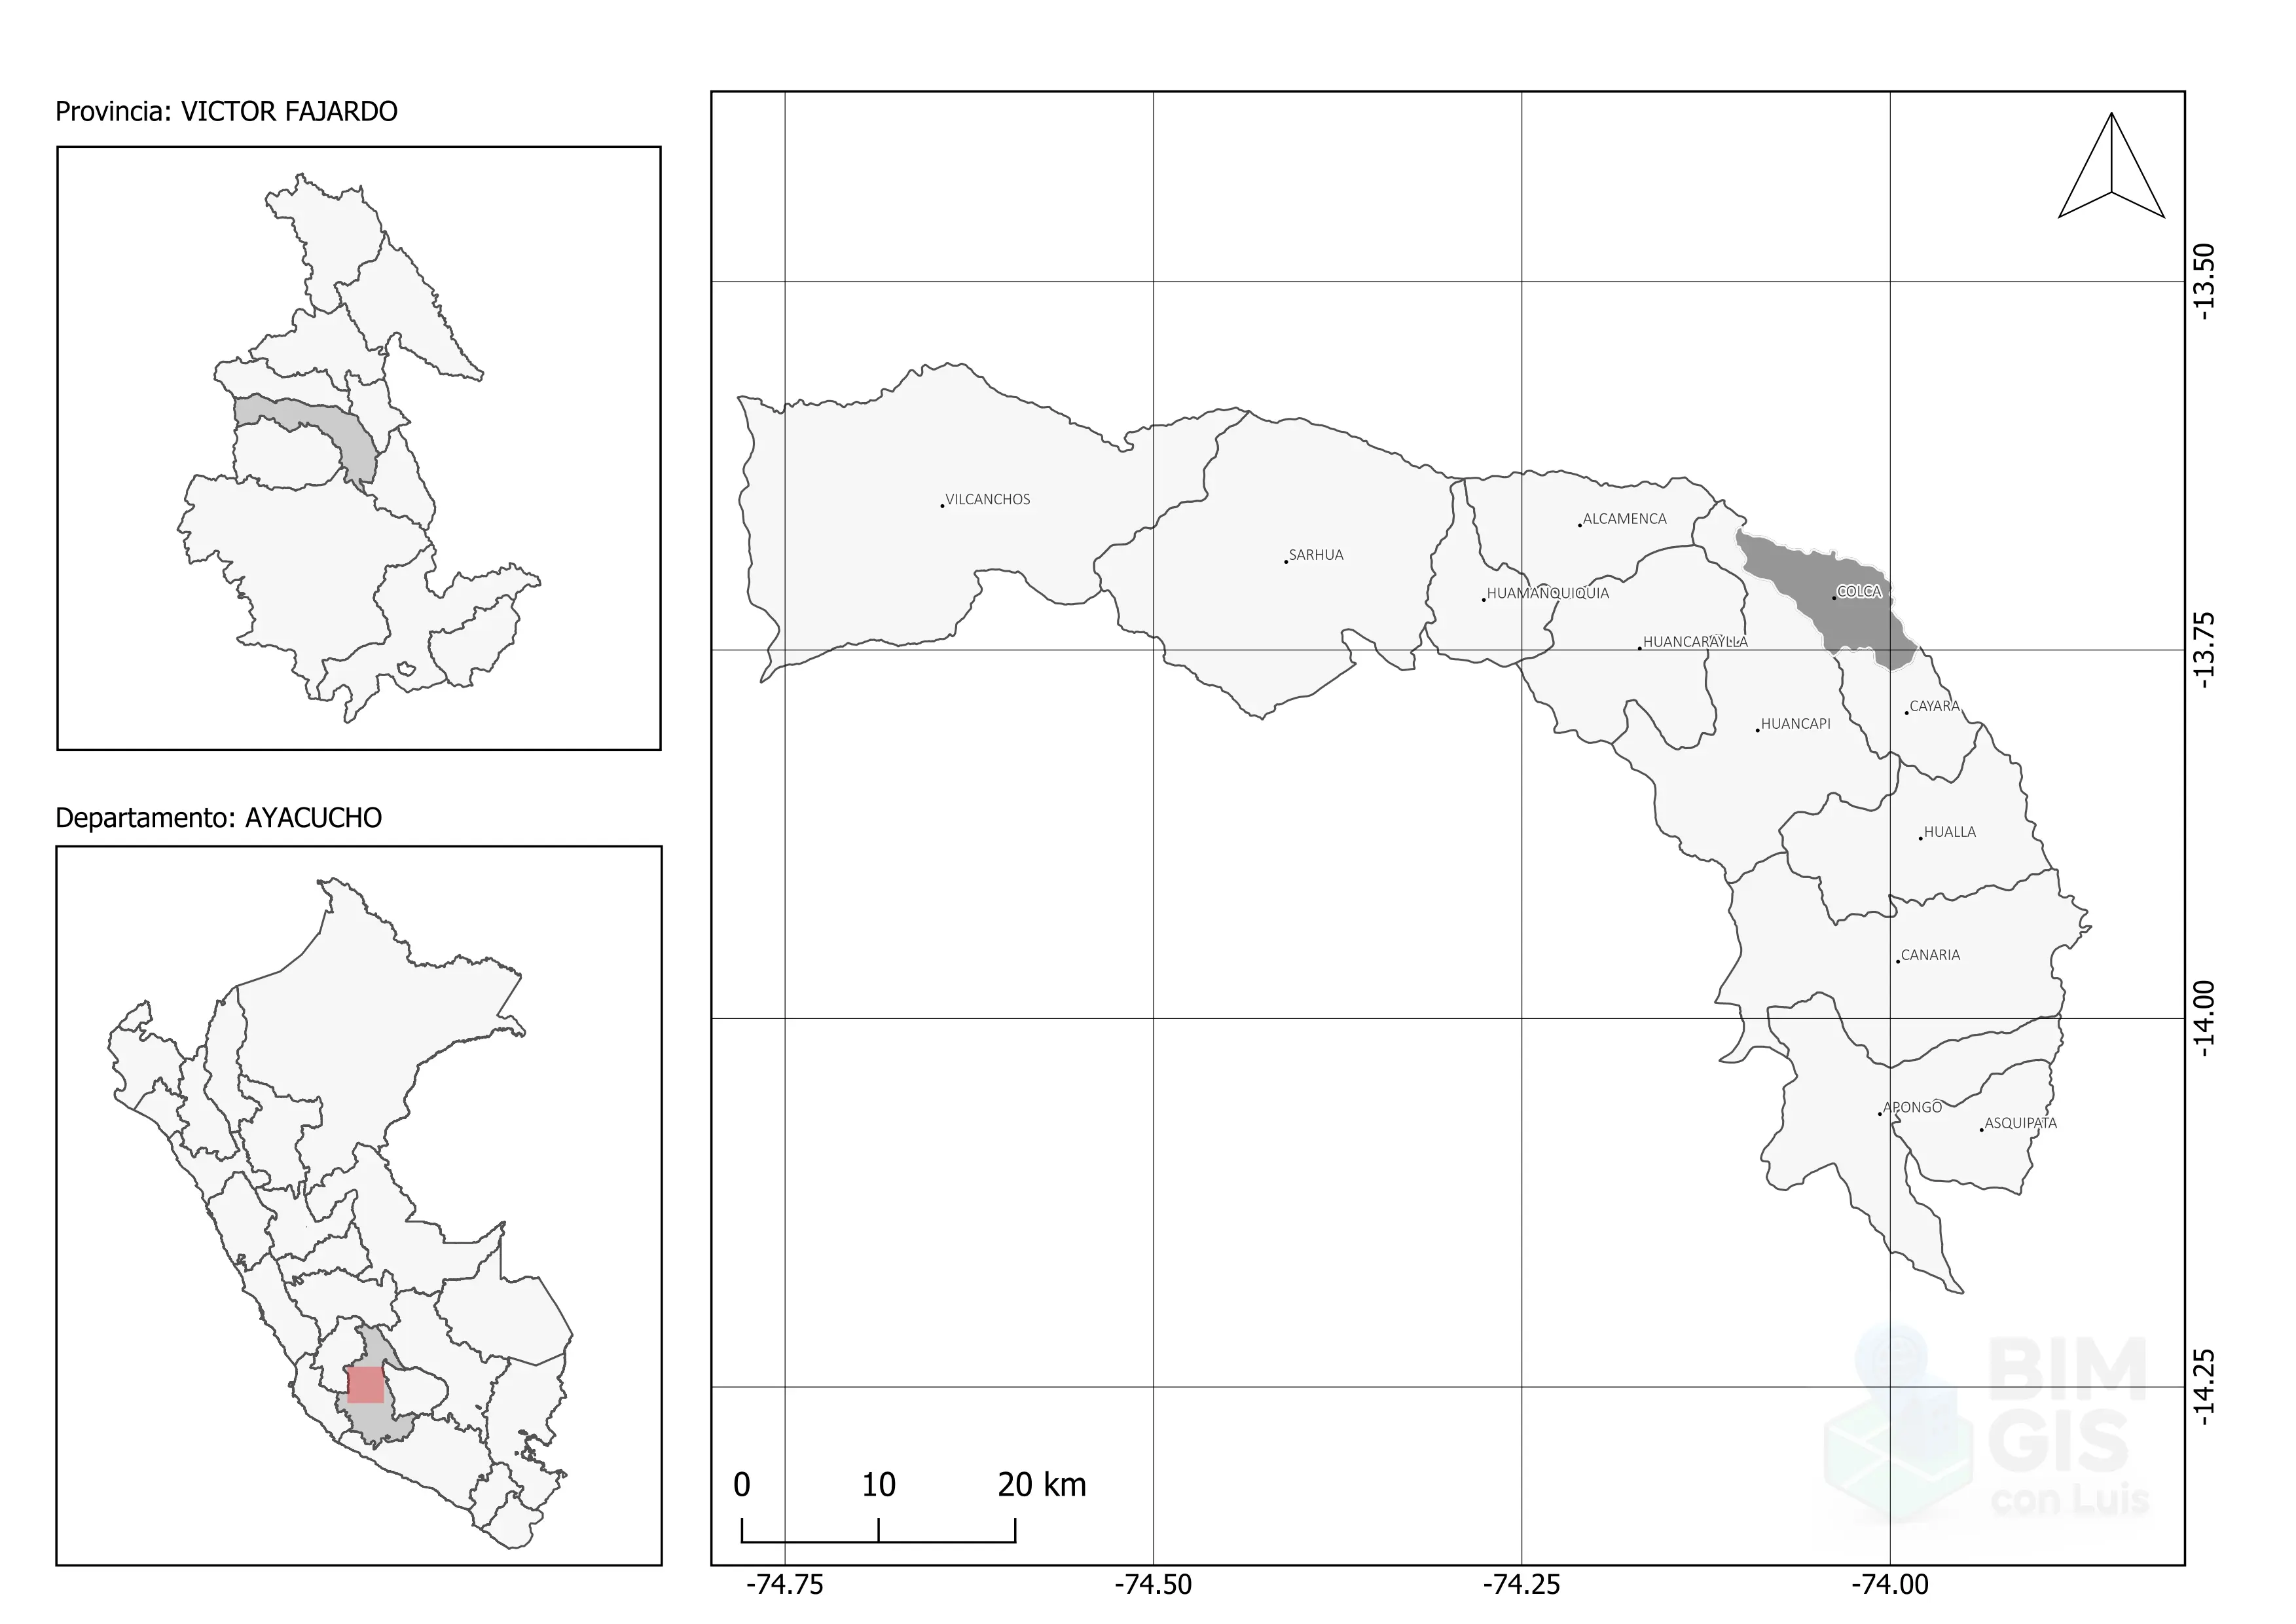 Provincia: VICTOR FAJARDO
Departamento: AYACUCHO
VILCANCHOS
SARHUA
ALCAMENCA
HUAMANQUIQUIA
HUANCARAYLLA
COLCA
HUANCAPI
CAYARA
HUALLA
CANARIA
APONGO
ASQUIPATA
-13.50
-13.75
-14.00
-14.25
0 10 20 km
-74.75 -74.50 -74.25 -74.00
BIM
GIS
con Luis